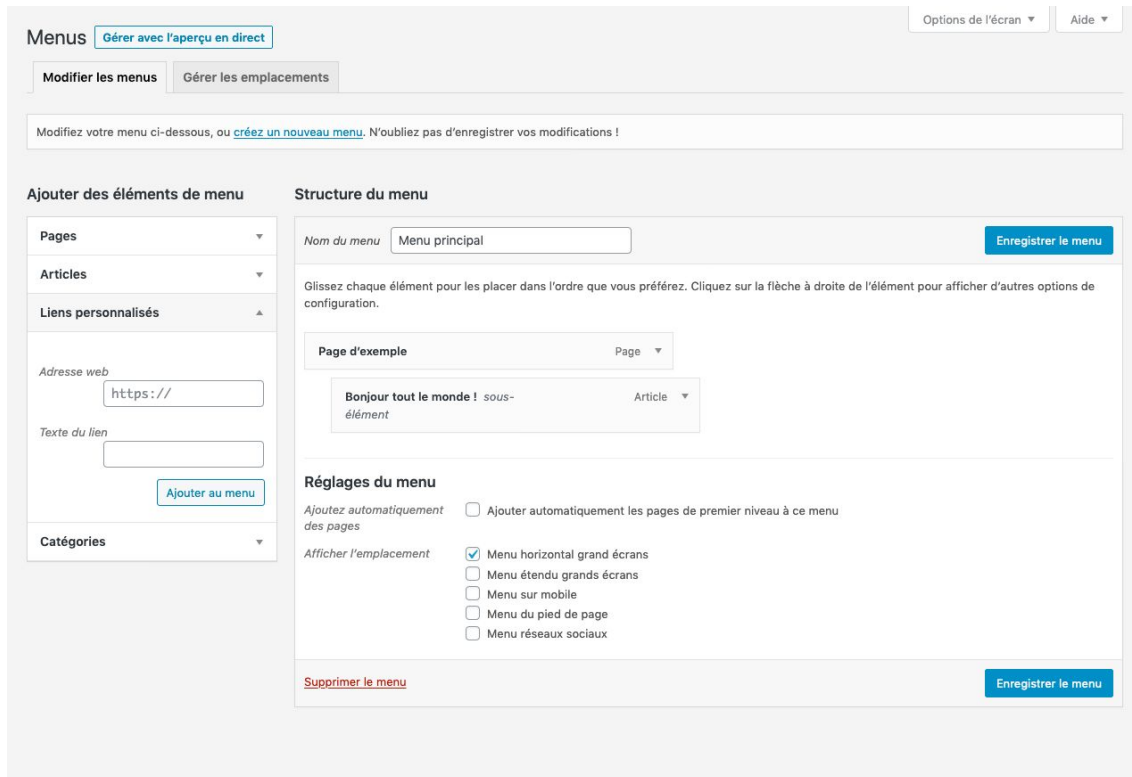 Options de l'écran
Aide
Menus
Gérer avec l'aperçu en direct
Modifier les menus
Gérer les emplacements
Modifiez votre menu ci-dessous, ou créez un nouveau menu. N'oubliez pas d'enregistrer vos modifications !
Ajouter des éléments de menu
Pages
Articles
Liens personnalisés
Adresse web
https://
Texte du lien
Ajouter au menu
Catégories
Structure du menu
Nom du menu
Menu principal
Enregistrer le menu
Glissez chaque élément pour les placer dans l'ordre que vous préférez. Cliquez sur la flèche à droite de l'élément pour afficher d'autres options de
configuration.
Page d'exemple
Page
Bonjour tout le monde ! sous-
élément
Article
Réglages du menu
Ajoutez automatiquement
des pages
Ajouter automatiquement les pages de premier niveau à ce menu
Afficher l'emplacement
Menu horizontal grand écrans
Menu étendu grands écrans
Menu sur mobile
Menu du pied de page
Menu réseaux sociaux
Supprimer le menu
Enregistrer le menu